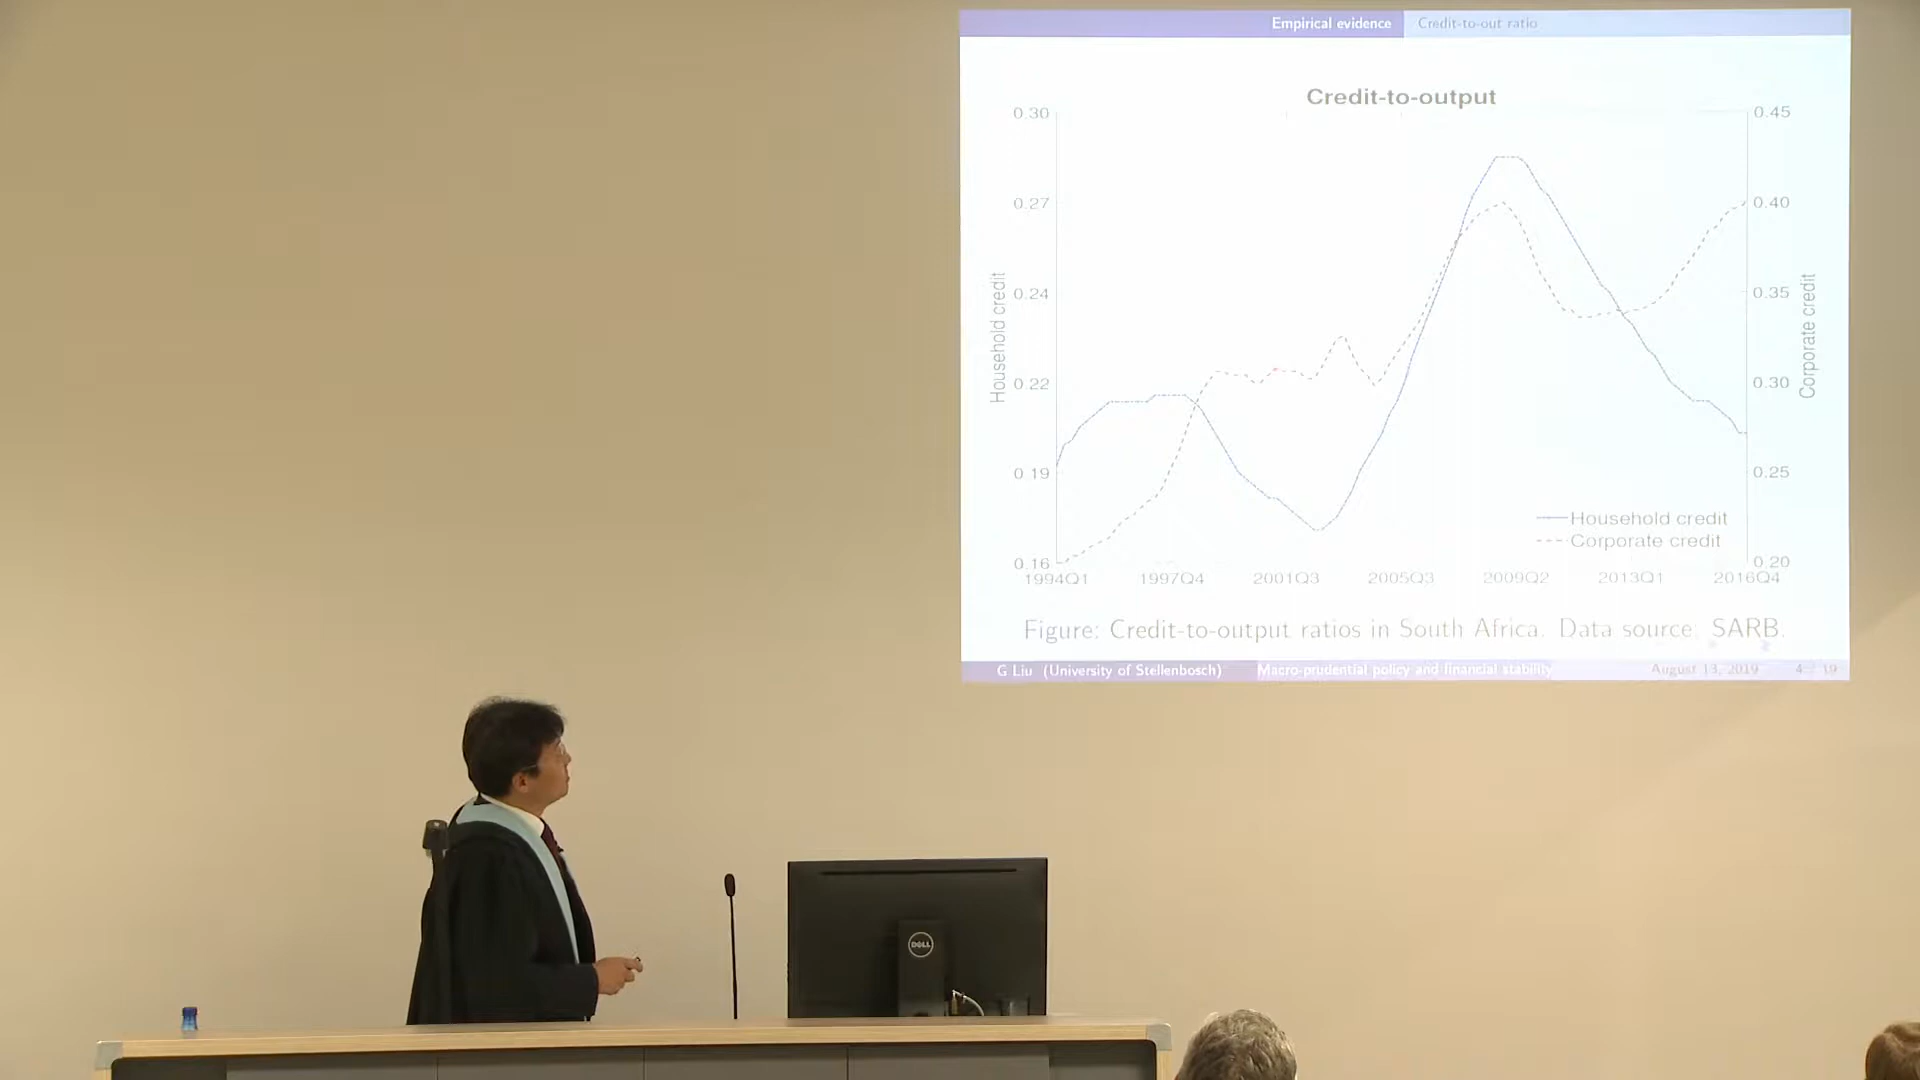 Empirical evidence Credit-to-out ratio
Credit-to-output
0.30
0.27
0.24
0.22
0.19
0.16
Household credit
0.45
0.40
0.35
0.30
0.25
0.20
Corporate credit
Household credit
Corporate credit
1994Q1 1997Q4 2001Q3 2005Q3 2009Q2 2013Q1 2016Q4
Figure: Credit-to-output ratios in South Africa. Data source: SARB.
G Liu (University of Stellenbosch) Macro-prudential policy and financial stability August 13, 2019 4 / 19
DELL